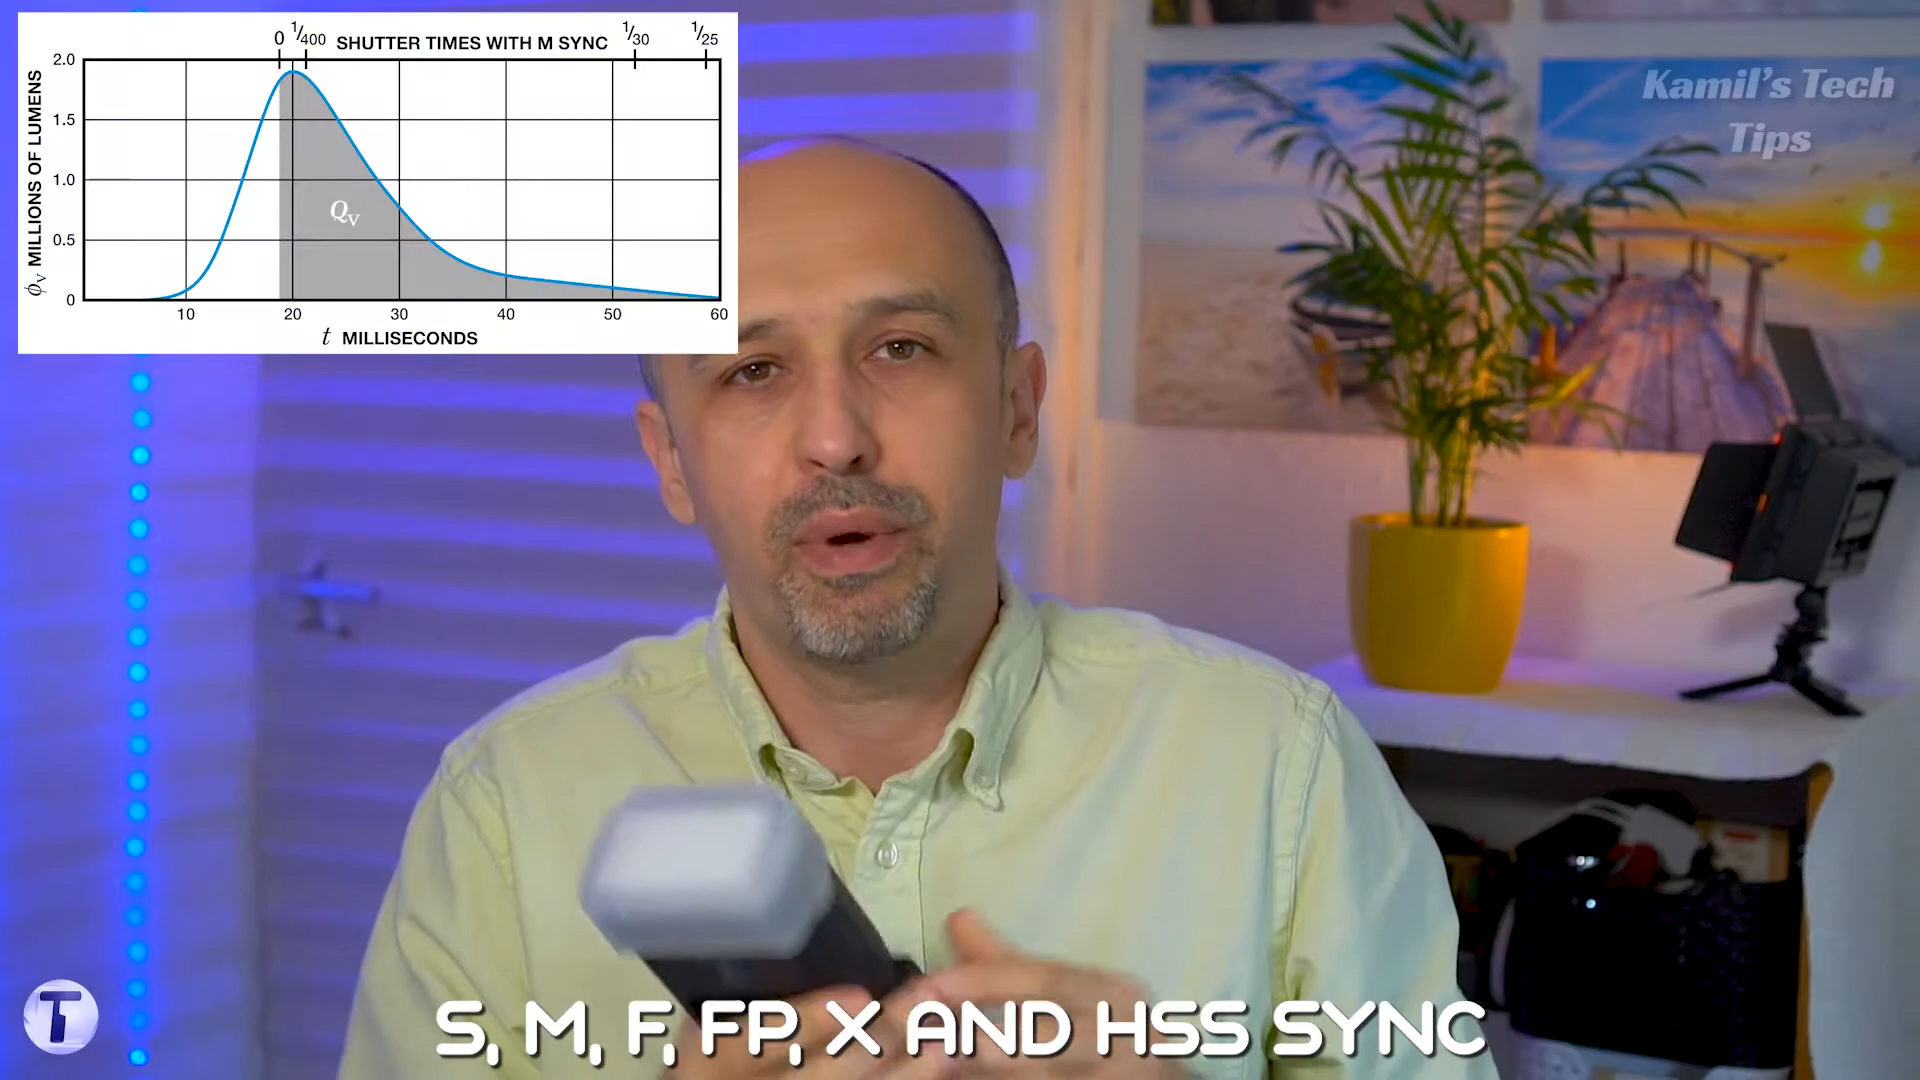 0 1/400 SHUTTER TIMES WITH M SYNC 1/30 1/25
2.0
1.5
1.0
0.5
0
ϕV MILLIONS OF LUMENS
QV
10 20 30 40 50 60
t MILLISECONDS
Kamil's Tech
Tips
T
S, M, F, FP, X AND HSS SYNC